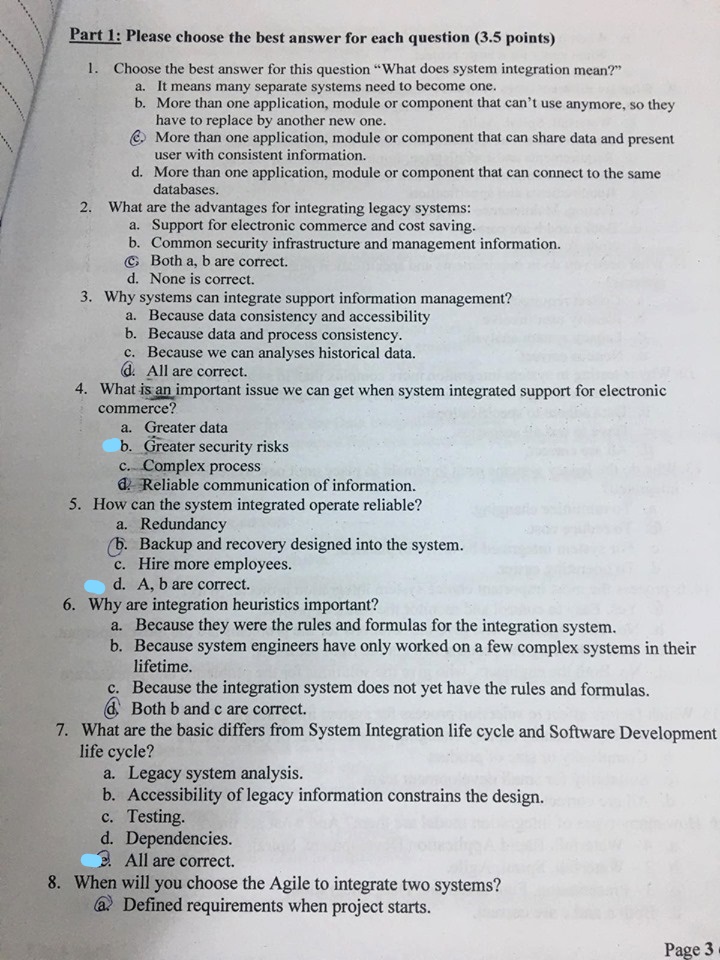 Part 1: Please choose the best answer for each question (3.5 points)
1. Choose the best answer for this question “What does system integration mean?”
a. It means many separate systems need to become one.
b. More than one application, module or component that can’t use anymore, so they
have to replace by another new one.
c. More than one application, module or component that can share data and present
user with consistent information.
d. More than one application, module or component that can connect to the same
databases.
2. What are the advantages for integrating legacy systems:
a. Support for electronic commerce and cost saving.
b. Common security infrastructure and management information.
c. Both a, b are correct.
d. None is correct.
3. Why systems can integrate support information management?
a. Because data consistency and accessibility
b. Because data and process consistency.
c. Because we can analyses historical data.
d. All are correct.
4. What is an important issue we can get when system integrated support for electronic
commerce?
a. Greater data
b. Greater security risks
c. Complex process
d. Reliable communication of information.
5. How can the system integrated operate reliable?
a. Redundancy
b. Backup and recovery designed into the system.
c. Hire more employees.
d. A, b are correct.
6. Why are integration heuristics important?
a. Because they were the rules and formulas for the integration system.
b. Because system engineers have only worked on a few complex systems in their
lifetime.
c. Because the integration system does not yet have the rules and formulas.
d. Both b and c are correct.
7. What are the basic differs from System Integration life cycle and Software Development
life cycle?
a. Legacy system analysis.
b. Accessibility of legacy information constrains the design.
c. Testing.
d. Dependencies.
e. All are correct.
8. When will you choose the Agile to integrate two systems?
a. Defined requirements when project starts.
Page 3